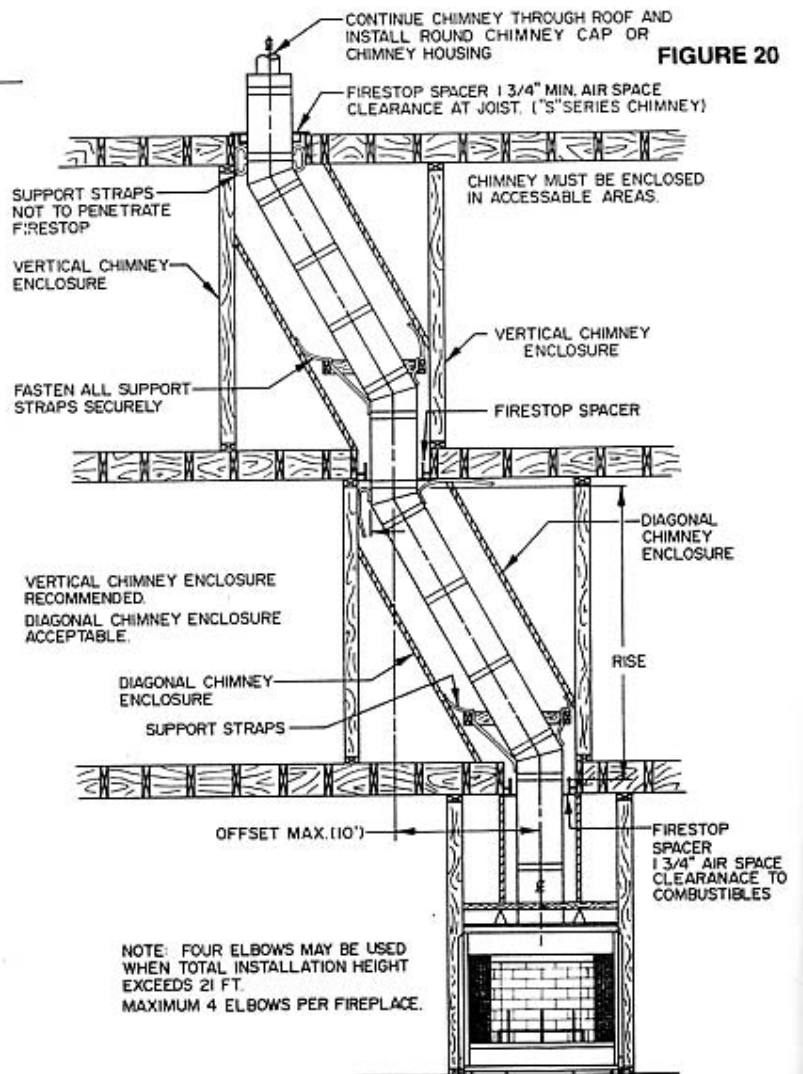 CONTINUE CHIMNEY THROUGH ROOF AND
INSTALL ROUND CHIMNEY CAP OR
CHIMNEY HOUSING
FIGURE 20
FIRESTOP SPACER 1 3/4" MIN. AIR SPACE
CLEARANCE AT JOIST. ("S" SERIES CHIMNEY)
SUPPORT STRAPS
NOT TO PENETRATE
FIRESTOP
CHIMNEY MUST BE ENCLOSED
IN ACCESSABLE AREAS.
VERTICAL CHIMNEY
ENCLOSURE
VERTICAL CHIMNEY
ENCLOSURE
FASTEN ALL SUPPORT
STRAPS SECURELY
FIRESTOP SPACER
DIAGONAL
CHIMNEY
ENCLOSURE
VERTICAL CHIMNEY ENCLOSURE
RECOMMENDED.
DIAGONAL CHIMNEY ENCLOSURE
ACCEPTABLE.
RISE
DIAGONAL CHIMNEY
ENCLOSURE
SUPPORT STRAPS
OFFSET MAX.(10')
FIRESTOP
SPACER
1 3/4" AIR SPACE
CLEARANACE TO
COMBUSTIBLES
NOTE: FOUR ELBOWS MAY BE USED
WHEN TOTAL INSTALLATION HEIGHT
EXCEEDS 21 FT.
MAXIMUM 4 ELBOWS PER FIREPLACE.